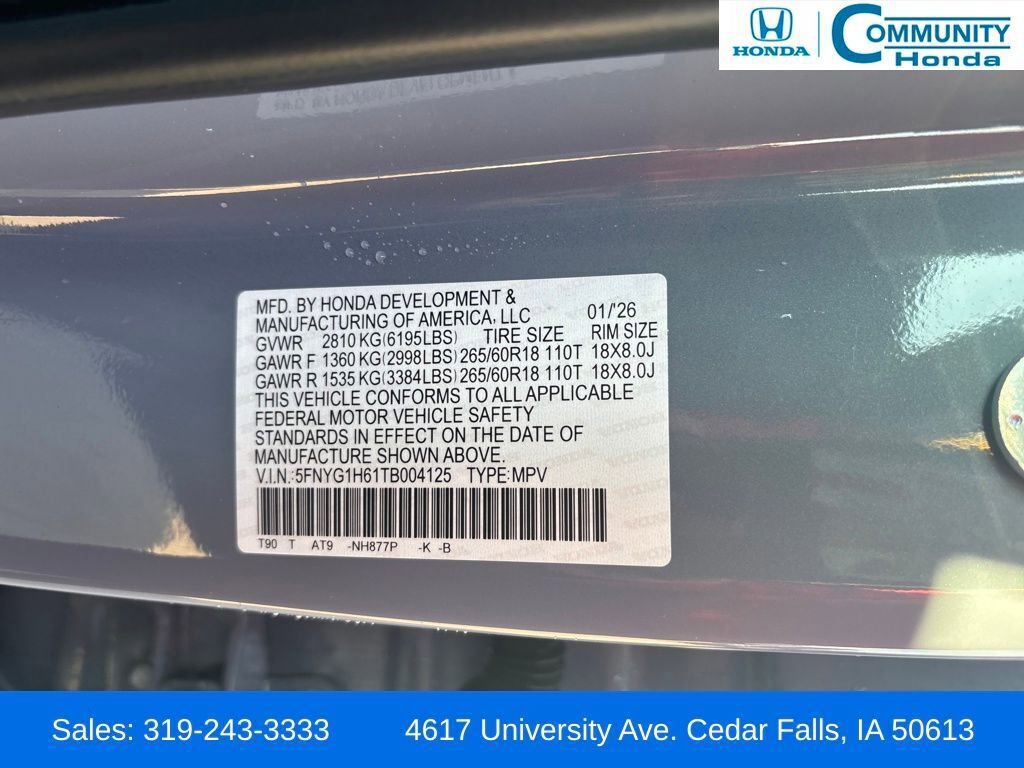 HONDA
COMMUNITY
Honda
MFD. BY HONDA DEVELOPMENT &
MANUFACTURING OF AMERICA, LLC 01/'26
GVWR 2810 KG(6195LBS) TIRE SIZE RIM SIZE
GAWR F 1360 KG(2998LBS) 265/60R18 110T 18X8.0J
GAWR R 1535 KG(3384LBS) 265/60R18 110T 18X8.0J
THIS VEHICLE CONFORMS TO ALL APPLICABLE
FEDERAL MOTOR VEHICLE SAFETY
STANDARDS IN EFFECT ON THE DATE OF
MANUFACTURE SHOWN ABOVE.
V.I.N.:5FNYG1H61TB004125 TYPE:MPV
T90 T AT9 -NH877P -K -B
Sales: 319-243-3333 4617 University Ave. Cedar Falls, IA 50613